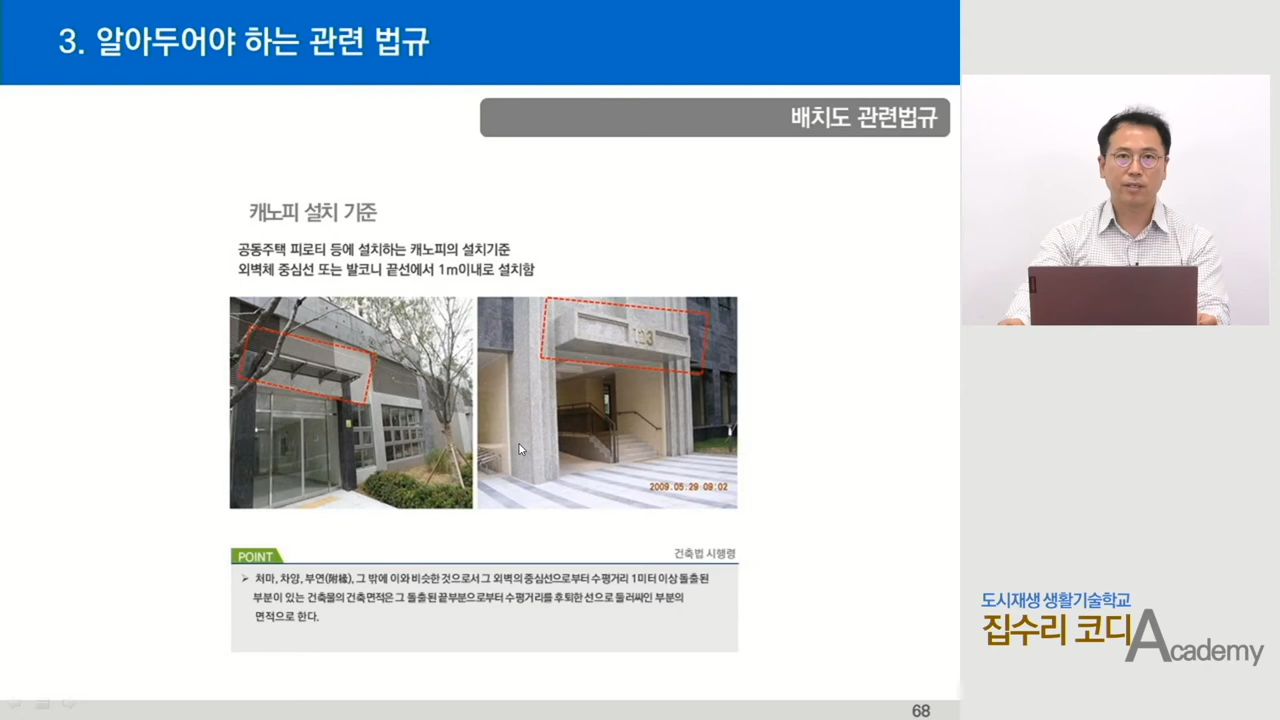 3. 알아두어야 하는 관련 법규
배치도 관련법규
캐노피 설치 기준
공동주택 피로티 등에 설치하는 캐노피의 설치기준
외벽체 중심선 또는 발코니 끝선에서 1m이내로 설치함
123
2009.05.29 09:02
POINT
건축법 시행령
➢ 처마, 차양, 부연(附椽), 그 밖에 이와 비슷한 것으로서 그 외벽의 중심선으로부터 수평거리 1미터 이상 돌출된
부분이 있는 건축물의 건축면적은 그 돌출된 끝부분으로부터 수평거리를 후퇴한 선으로 둘러싸인 부분의
면적으로 한다.
68
도시재생 생활기술학교
집수리 코디 Academy